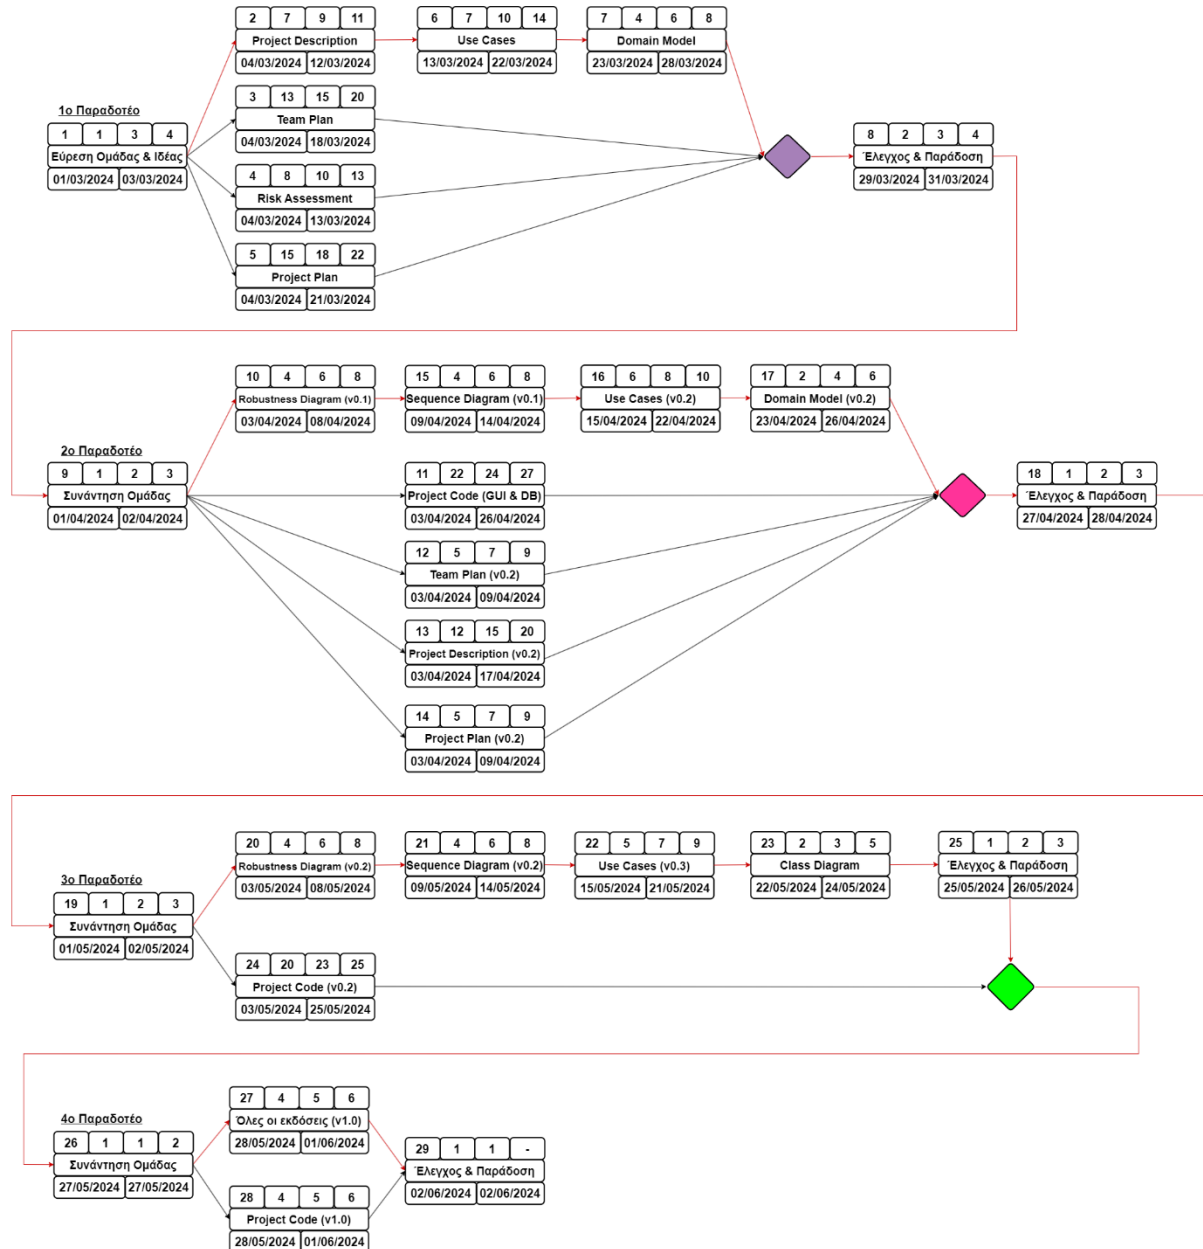 2 7 9 11
Project Description
04/03/2024 12/03/2024
6 7 10 14
Use Cases
13/03/2024 22/03/2024
7 4 6 8
Domain Model
23/03/2024 28/03/2024
1ο Παραδοτέο
1 1 3 4
Εύρεση Ομάδας & Ιδέας
01/03/2024 03/03/2024
3 13 15 20
Team Plan
04/03/2024 18/03/2024
4 8 10 13
Risk Assessment
04/03/2024 13/03/2024
5 15 18 22
Project Plan
04/03/2024 21/03/2024
8 2 3 4
Έλεγχος & Παράδοση
29/03/2024 31/03/2024
2ο Παραδοτέο
9 1 2 3
Συνάντηση Ομάδας
01/04/2024 02/04/2024
10 4 6 8
Robustness Diagram (v0.1)
03/04/2024 08/04/2024
15 4 6 8
Sequence Diagram (v0.1)
09/04/2024 14/04/2024
16 6 8 10
Use Cases (v0.2)
15/04/2024 22/04/2024
17 2 4 6
Domain Model (v0.2)
23/04/2024 26/04/2024
11 22 24 27
Project Code (GUI & DB)
03/04/2024 26/04/2024
12 5 7 9
Team Plan (v0.2)
03/04/2024 09/04/2024
13 12 15 20
Project Description (v0.2)
03/04/2024 17/04/2024
14 5 7 9
Project Plan (v0.2)
03/04/2024 09/04/2024
18 1 2 3
Έλεγχος & Παράδοση
27/04/2024 28/04/2024
3ο Παραδοτέο
19 1 2 3
Συνάντηση Ομάδας
01/05/2024 02/05/2024
20 4 6 8
Robustness Diagram (v0.2)
03/05/2024 08/05/2024
21 4 6 8
Sequence Diagram (v0.2)
09/05/2024 14/05/2024
22 5 7 9
Use Cases (v0.3)
15/05/2024 21/05/2024
23 2 3 5
Class Diagram
22/05/2024 24/05/2024
25 1 2 3
Έλεγχος & Παράδοση
25/05/2024 26/05/2024
24 20 23 25
Project Code (v0.2)
03/05/2024 25/05/2024
4ο Παραδοτέο
26 1 1 2
Συνάντηση Ομάδας
27/05/2024 27/05/2024
27 4 5 6
Όλες οι εκδόσεις (v1.0)
28/05/2024 01/06/2024
28 4 5 6
Project Code (v1.0)
28/05/2024 01/06/2024
29 1 1 -
Έλεγχος & Παράδοση
02/06/2024 02/06/2024